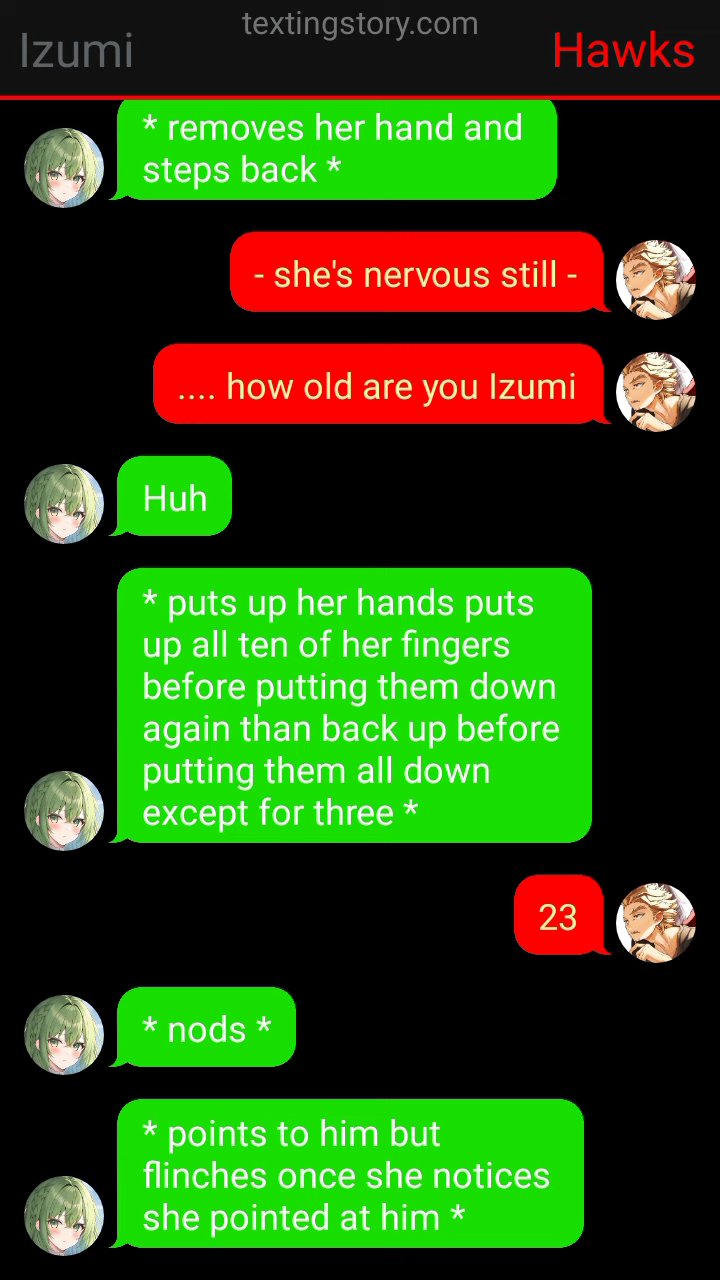 textingstory.com
Izumi
Hawks
* removes her hand and
steps back *
- she's nervous still -
.... how old are you Izumi
Huh
* puts up her hands puts
up all ten of her fingers
before putting them down
again than back up before
putting them all down
except for three *
23
* nods *
* points to him but
flinches once she notices
she pointed at him *